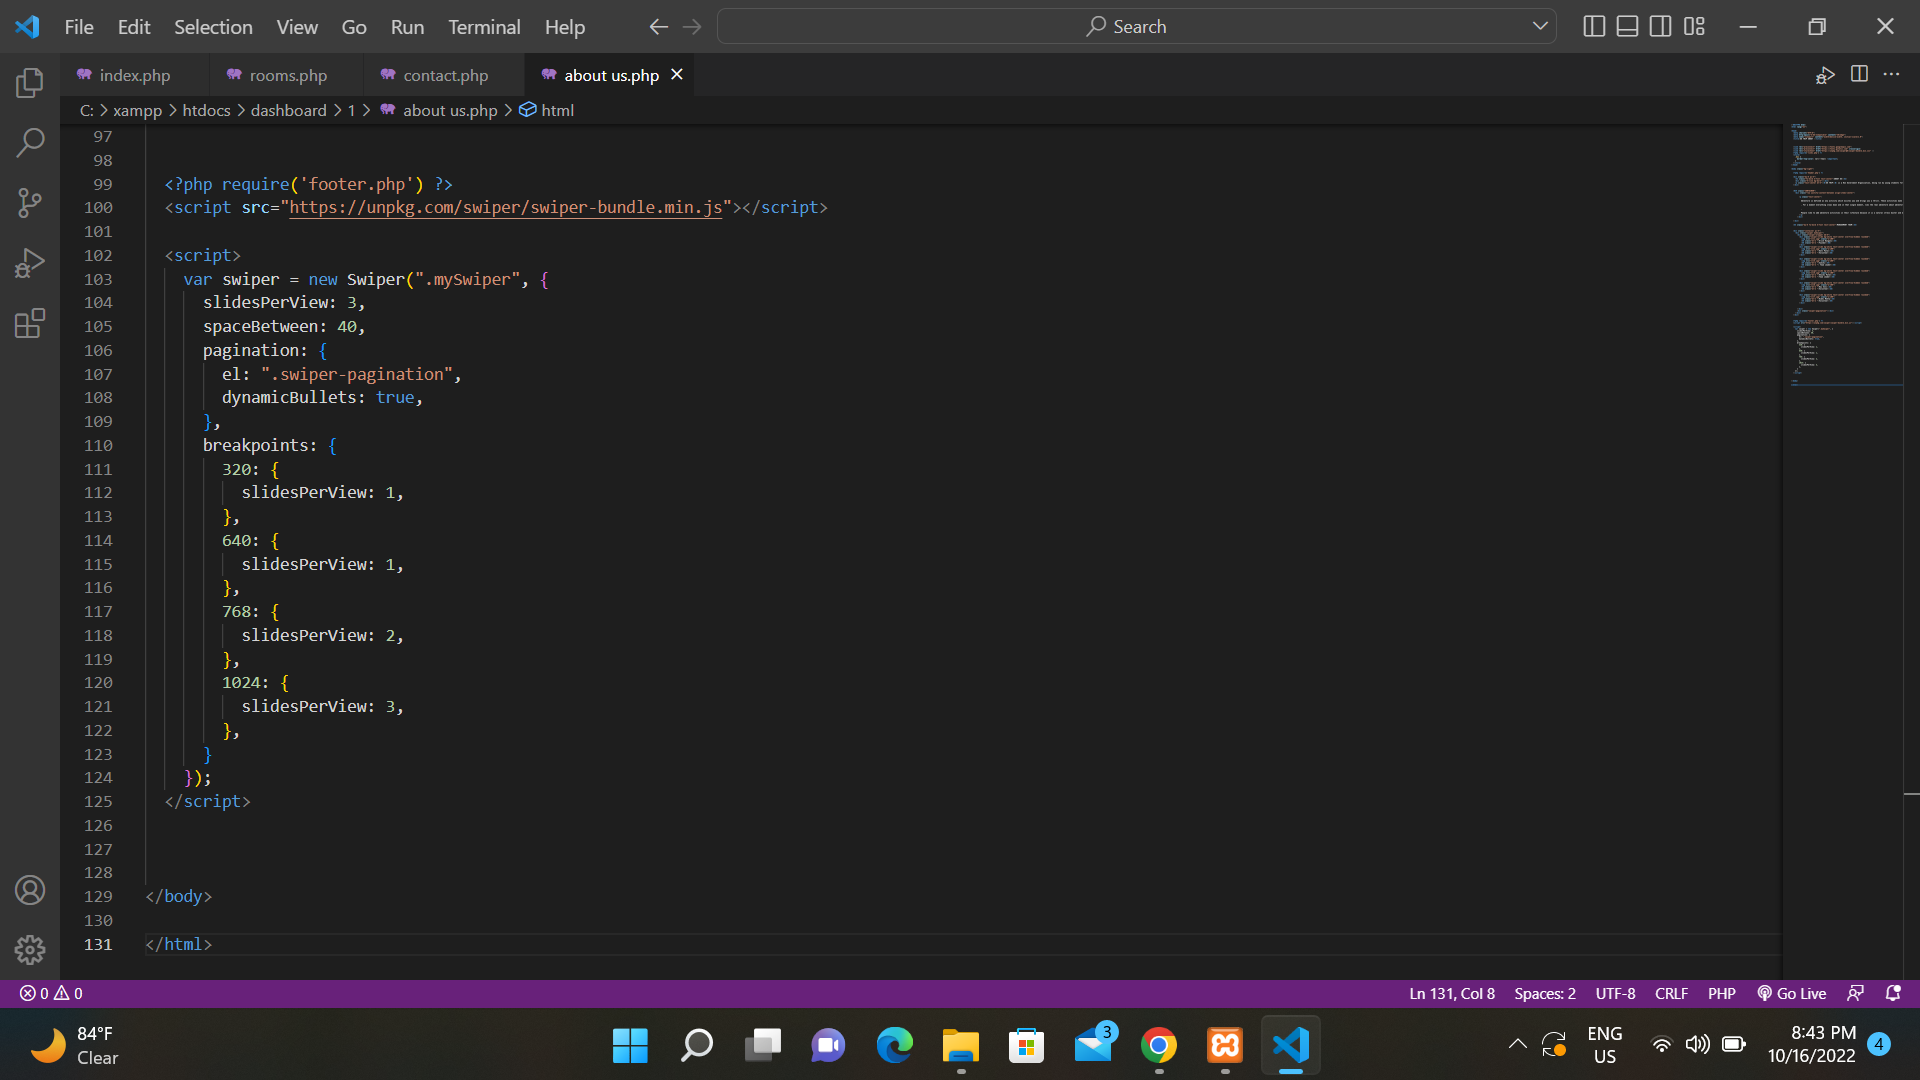 File Edit Selection View Go Run Terminal Help Search
index.php rooms.php contact.php about us.php
C: > xampp > htdocs > dashboard > 1 > about us.php > html
97
98
99 <?php require('footer.php') ?>
100 <script src="https://unpkg.com/swiper/swiper-bundle.min.js"></script>
101
102 <script>
103 var swiper = new Swiper(".mySwiper", {
104 slidesPerView: 3,
105 spaceBetween: 40,
106 pagination: {
107 el: ".swiper-pagination",
108 dynamicBullets: true,
109 },
110 breakpoints: {
111 320: {
112 slidesPerView: 1,
113 },
114 640: {
115 slidesPerView: 1,
116 },
117 768: {
118 slidesPerView: 2,
119 },
120 1024: {
121 slidesPerView: 3,
122 },
123 }
124 });
125 </script>
126
127
128
129 </body>
130
131 </html>
0 0 Ln 131, Col 8 Spaces: 2 UTF-8 CRLF PHP Go Live
84°F
Clear
3
ENG
US
8:43 PM
10/16/2022
4